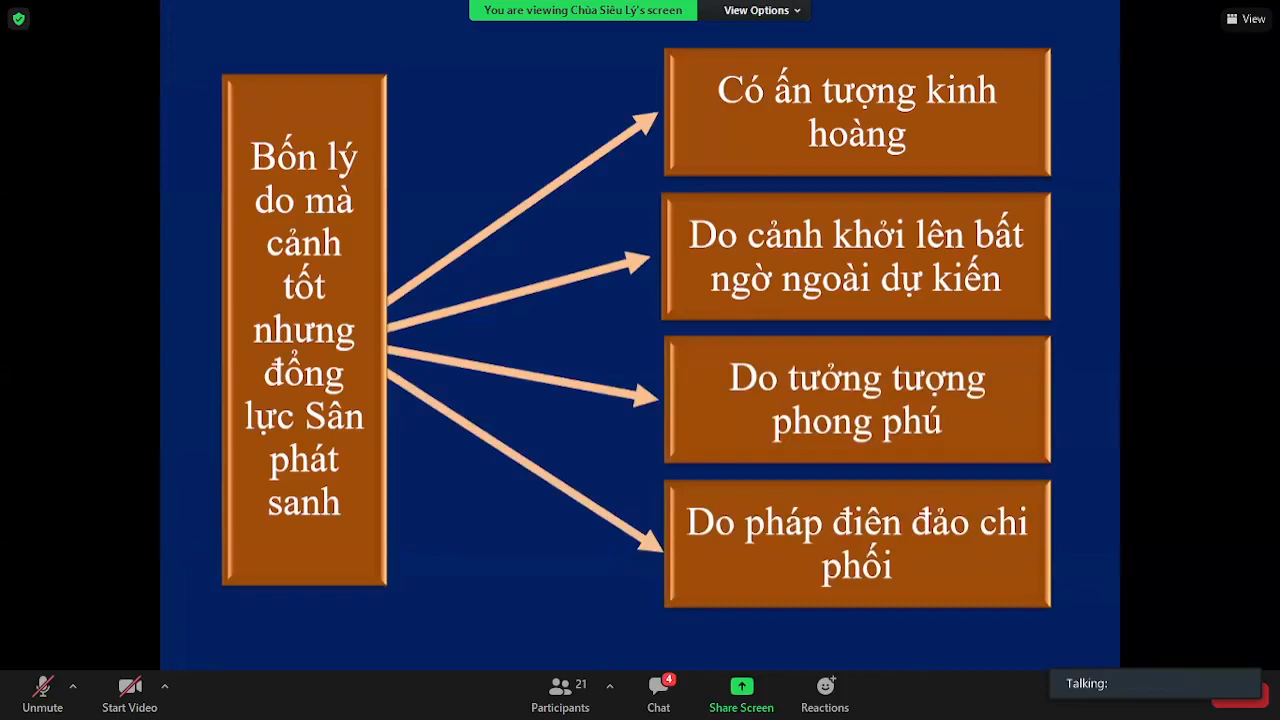 You are viewing Chùa Siêu Lý's screen
View Options
View
Bốn lý
do mà
cảnh
tốt
nhưng
đổng
lực Sân
phát
sanh
Có ấn tượng kinh
hoàng
Do cảnh khởi lên bất
ngờ ngoài dự kiến
Do tưởng tượng
phong phú
Do pháp điên đảo chi
phối
Talking:
Unmute
Start Video
21
Participants
4
Chat
Share Screen
Reactions